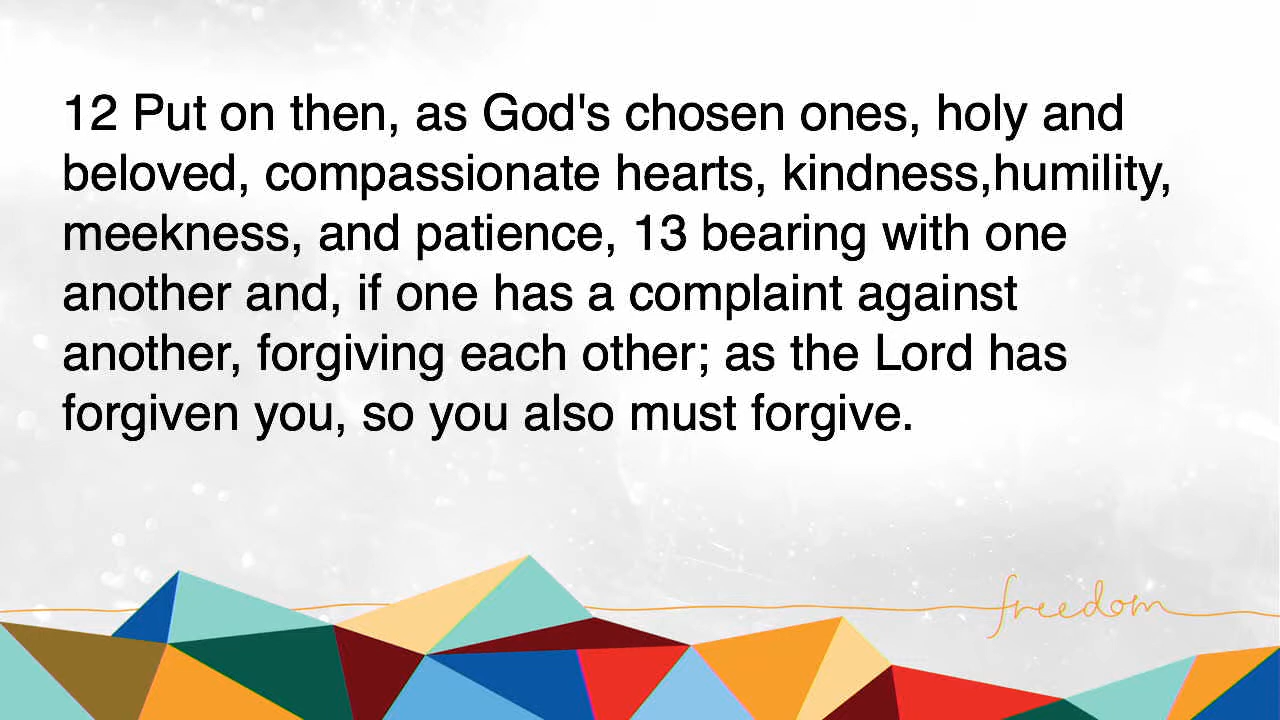 12 Put on then, as God's chosen ones, holy and
beloved, compassionate hearts, kindness,humility,
meekness, and patience, 13 bearing with one
another and, if one has a complaint against
another, forgiving each other; as the Lord has
forgiven you, so you also must forgive.
freedom